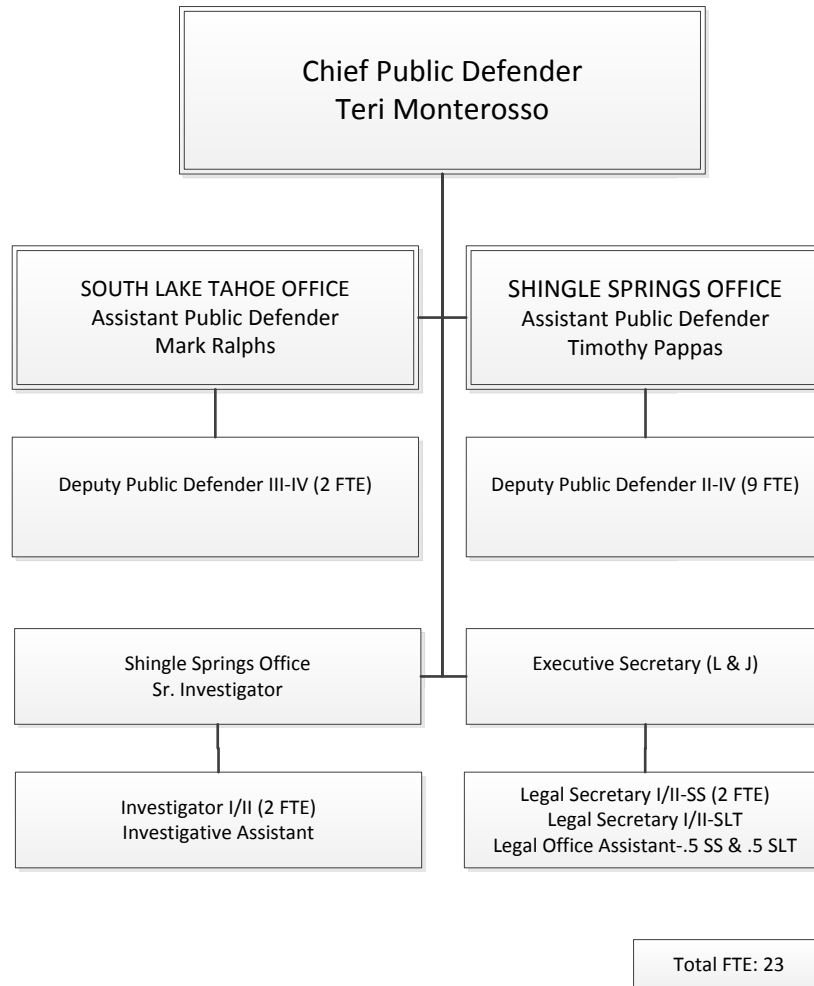 Chief Public Defender
Teri Monterosso
SOUTH LAKE TAHOE OFFICE
Assistant Public Defender
Mark Ralphs
SHINGLE SPRINGS OFFICE
Assistant Public Defender
Timothy Pappas
Deputy Public Defender III-IV (2 FTE)
Deputy Public Defender II-IV (9 FTE)
Shingle Springs Office
Sr. Investigator
Executive Secretary (L & J)
Investigator I/II (2 FTE)
Investigative Assistant
Legal Secretary I/II-SS (2 FTE)
Legal Secretary I/II-SLT
Legal Office Assistant-.5 SS & .5 SLT
Total FTE: 23